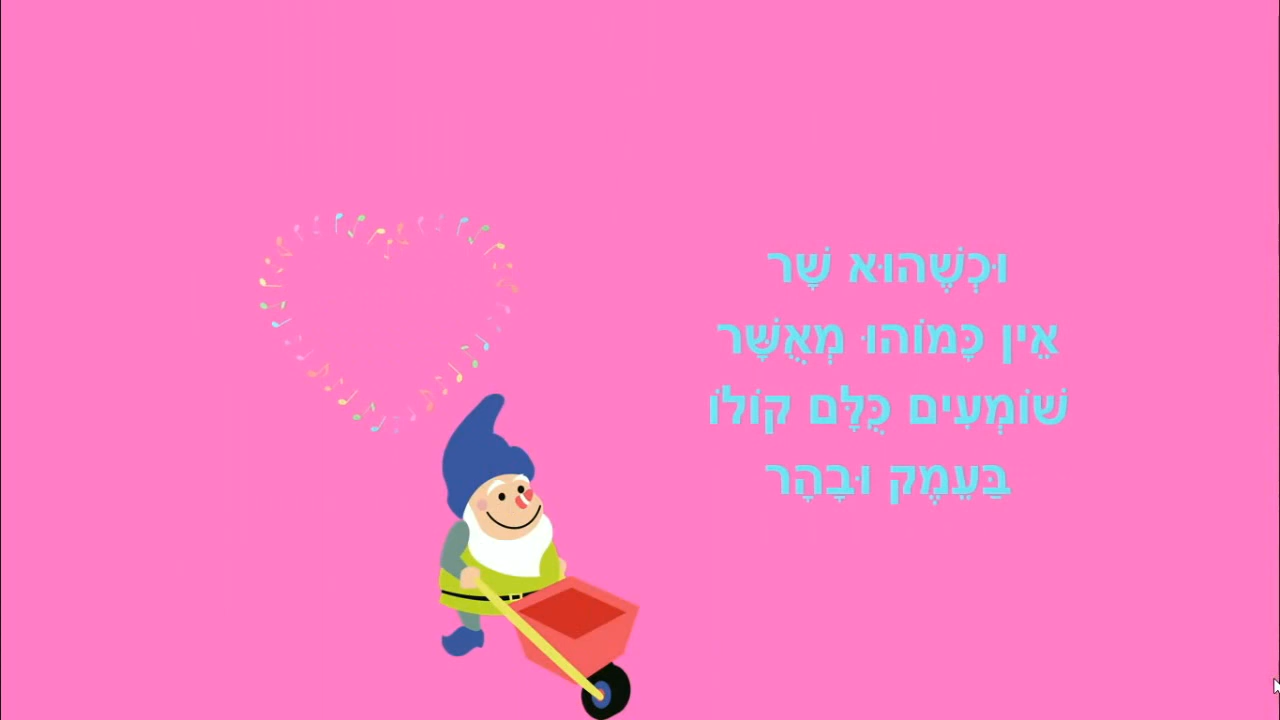 וּכְשֶׁהוּא שָׁר
אֵין כָּמוֹהוּ מְאֻשָּׁר
שׁוֹמְעִים כֻּלָּם קוֹלוֹ
בַּעֵמֶק וּבָהָר